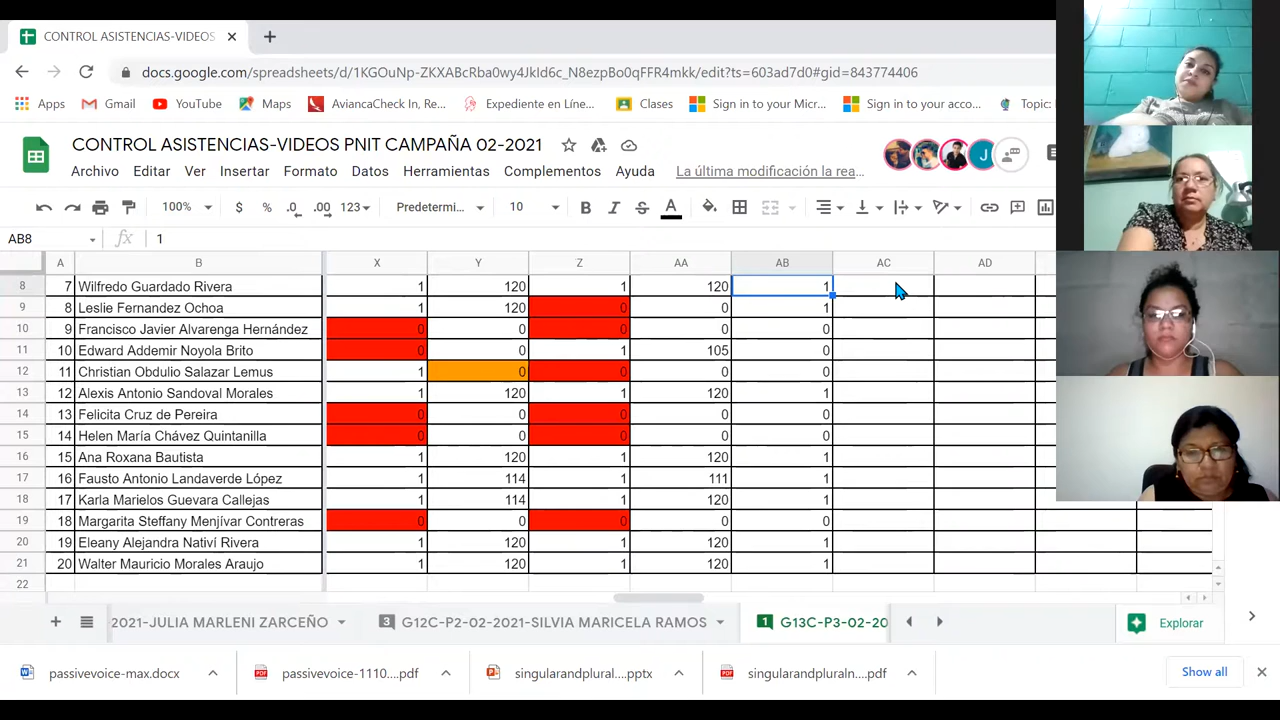 CONTROL ASISTENCIAS-VIDEOS
docs.google.com/spreadsheets/d/1KGOuNp-ZKXABcRba0wy4JkId6c_N8ezpBo0qFFR4mkk/edit?ts=603ad7d0#gid=843774406
Apps Gmail YouTube Maps AviancaCheck In, Re... Expediente en Líne... Clases Sign in to your Micr... Sign in to your acco... Topic:
CONTROL ASISTENCIAS-VIDEOS PNIT CAMPAÑA 02-2021
J
Archivo Editar Ver Insertar Formato Datos Herramientas Complementos Ayuda La última modificación la rea...
100% $ % .0 .00 123 Predetermi... 10 B I S A
AB8 fx 1
A B X Y Z AA AB AC AD
8 7 Wilfredo Guardado Rivera 1 120 1 120 1
9 8 Leslie Fernandez Ochoa 1 120 0 0 1
10 9 Francisco Javier Alvarenga Hernández 0 0 0 0 0
11 10 Edward Addemir Noyola Brito 0 0 1 105 0
12 11 Christian Obdulio Salazar Lemus 1 0 0 0 0
13 12 Alexis Antonio Sandoval Morales 1 120 1 120 1
14 13 Felicita Cruz de Pereira 0 0 0 0 0
15 14 Helen María Chávez Quintanilla 0 0 0 0 0
16 15 Ana Roxana Bautista 1 120 1 120 1
17 16 Fausto Antonio Landaverde López 1 114 1 111 1
18 17 Karla Marielos Guevara Callejas 1 114 1 120 1
19 18 Margarita Steffany Menjívar Contreras 0 0 0 0 0
20 19 Eleany Alejandra Nativí Rivera 1 120 1 120 1
21 20 Walter Mauricio Morales Araujo 1 120 1 120 1
22
2021-JULIA MARLENI ZARCEÑO 3 G12C-P2-02-2021-SILVIA MARICELA RAMOS 1 G13C-P3-02-20 Explorar
passivevoice-max.docx passivevoice-1110....pdf singularandplural....pptx singularandpluraln....pdf Show all